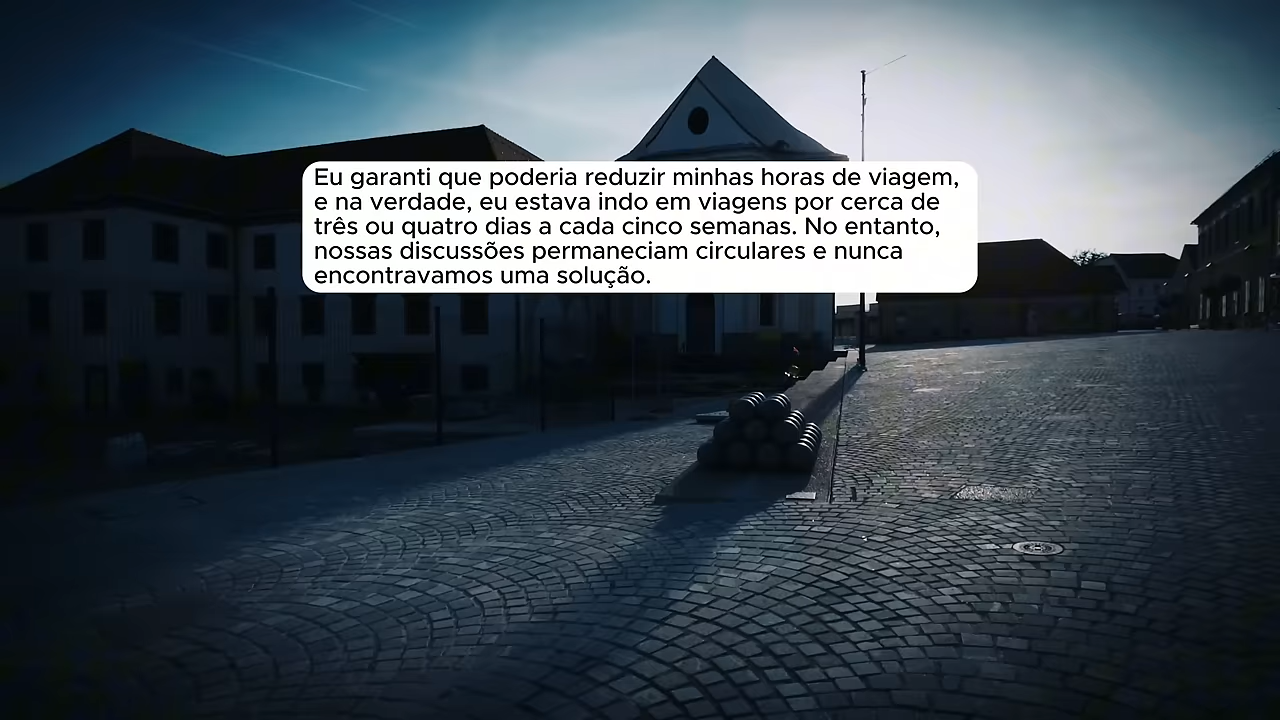 Eu garanti que poderia reduzir minhas horas de viagem,
e na verdade, eu estava indo em viagens por cerca de
três ou quatro dias a cada cinco semanas. No entanto,
nossas discussões permaneciam circulares e nunca
encontravamos uma solução.